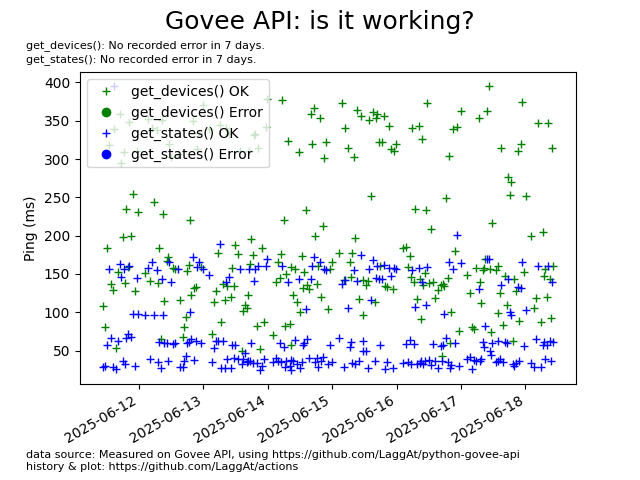 Govee API: is it working?
get_devices(): No recorded error in 7 days.
get_states(): No recorded error in 7 days.
400
350
300
250
200
150
100
50
Ping (ms)
get_devices() OK
get_devices() Error
get_states() OK
get_states() Error
2025-06-12
2025-06-13
2025-06-14
2025-06-15
2025-06-16
2025-06-17
2025-06-18
data source: Measured on Govee API, using https://github.com/LaggAt/python-govee-api
history & plot: https://github.com/LaggAt/actions